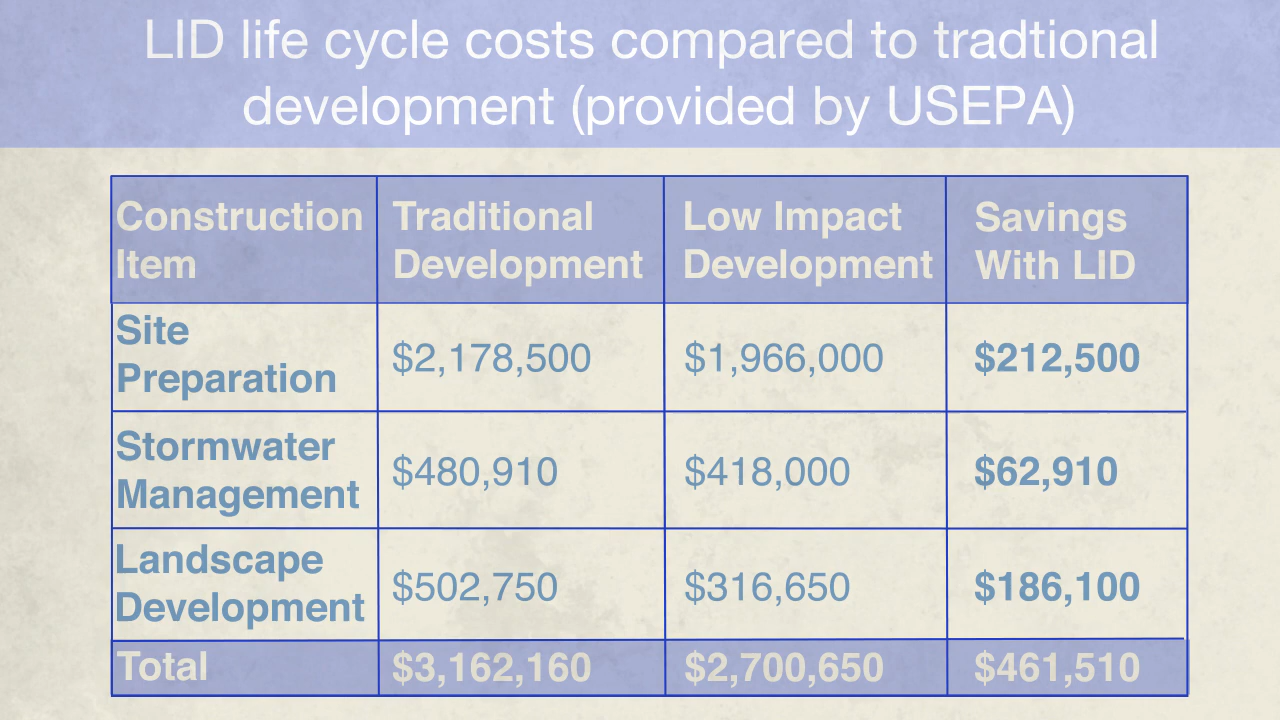 LID life cycle costs compared to tradtional
development (provided by USEPA)
Construction Item Traditional Development Low Impact Development Savings With LID
Site Preparation $2,178,500 $1,966,000 $212,500
Stormwater Management $480,910 $418,000 $62,910
Landscape Development $502,750 $316,650 $186,100
Total $3,162,160 $2,700,650 $461,510